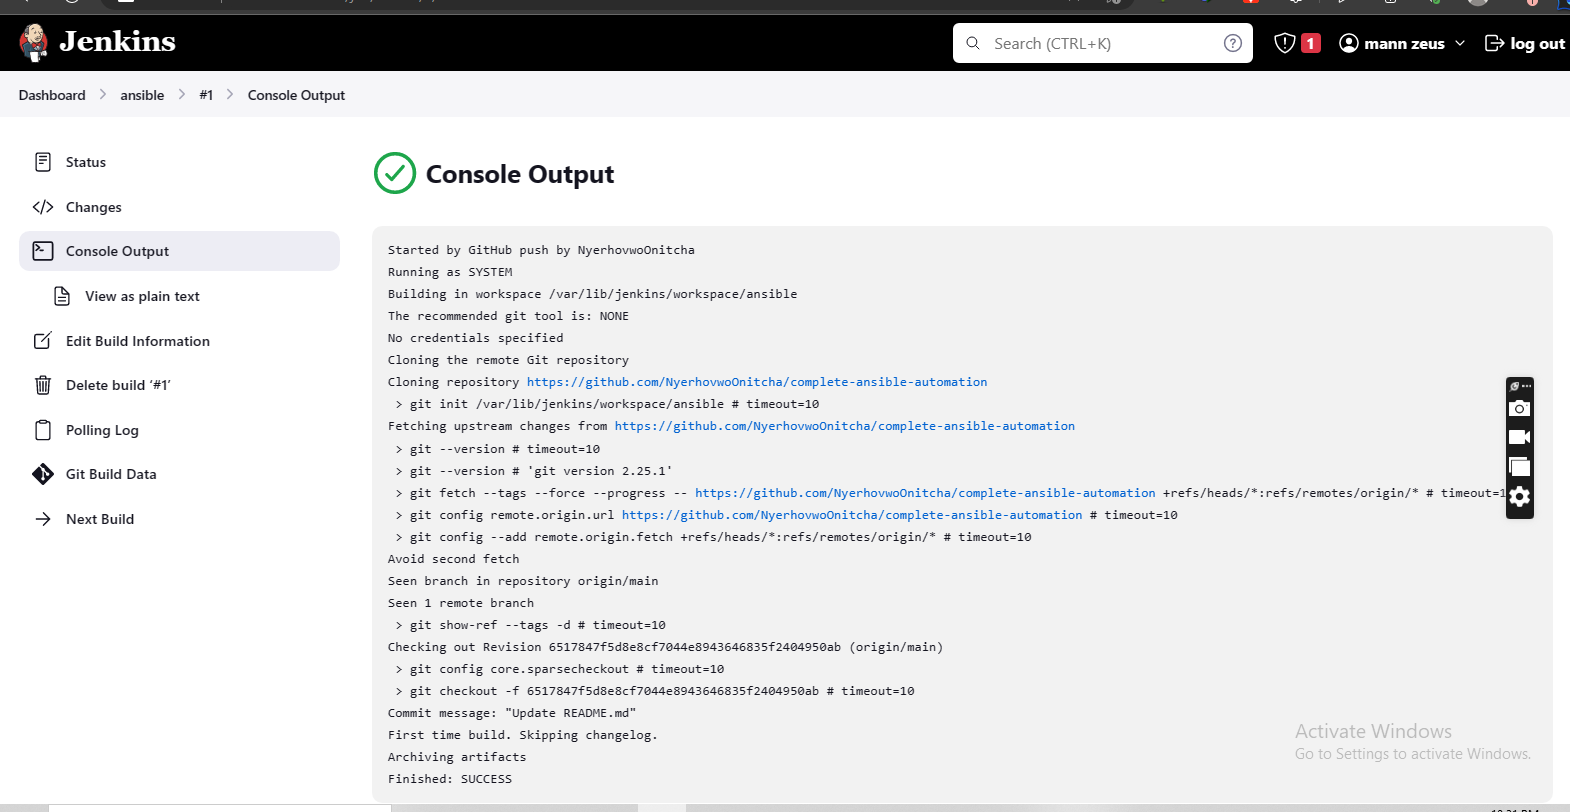 Jenkins
Search (CTRL+K)
1
mann zeus
log out
Dashboard > ansible > #1 > Console Output
Status
Changes
Console Output
View as plain text
Edit Build Information
Delete build ‘#1’
Polling Log
Git Build Data
Next Build
Console Output
Started by GitHub push by NyerhovwoOnitcha
Running as SYSTEM
Building in workspace /var/lib/jenkins/workspace/ansible
The recommended git tool is: NONE
No credentials specified
Cloning the remote Git repository
Cloning repository https://github.com/NyerhovwoOnitcha/complete-ansible-automation
> git init /var/lib/jenkins/workspace/ansible # timeout=10
Fetching upstream changes from https://github.com/NyerhovwoOnitcha/complete-ansible-automation
> git --version # timeout=10
> git --version # 'git version 2.25.1'
> git fetch --tags --force --progress -- https://github.com/NyerhovwoOnitcha/complete-ansible-automation +refs/heads/*:refs/remotes/origin/* # timeout=1
> git config remote.origin.url https://github.com/NyerhovwoOnitcha/complete-ansible-automation # timeout=10
> git config --add remote.origin.fetch +refs/heads/*:refs/remotes/origin/* # timeout=10
Avoid second fetch
Seen branch in repository origin/main
Seen 1 remote branch
> git show-ref --tags -d # timeout=10
Checking out Revision 6517847f5d8e8cf7044e8943646835f2404950ab (origin/main)
> git config core.sparsecheckout # timeout=10
> git checkout -f 6517847f5d8e8cf7044e8943646835f2404950ab # timeout=10
Commit message: "Update README.md"
First time build. Skipping changelog.
Archiving artifacts
Finished: SUCCESS
Activate Windows
Go to Settings to activate Windows.